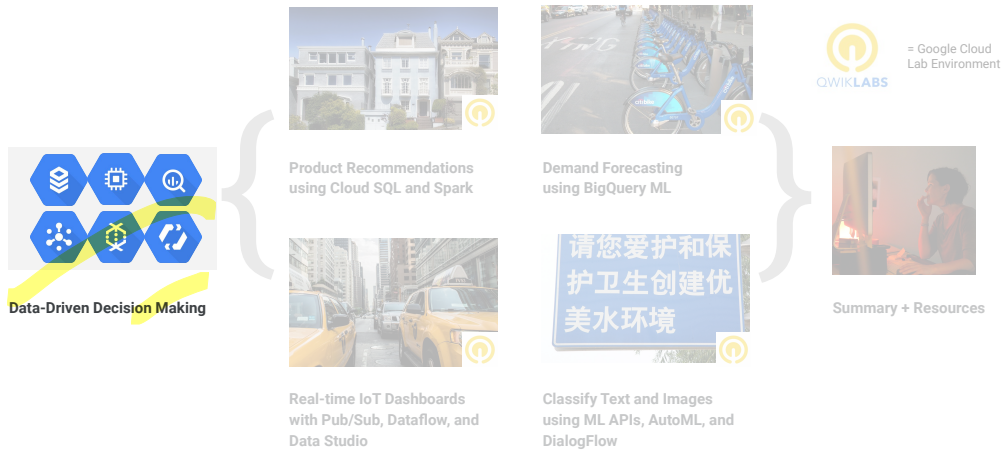 QWIKLABS
= Google Cloud
Lab Environment
Data-Driven Decision Making
Product Recommendations
using Cloud SQL and Spark
Demand Forecasting
using BigQuery ML
请您爱护和保
护卫生创建优
美水环境
Real-time IoT Dashboards
with Pub/Sub, Dataflow, and
Data Studio
Classify Text and Images
using ML APIs, AutoML, and
DialogFlow
Summary + Resources